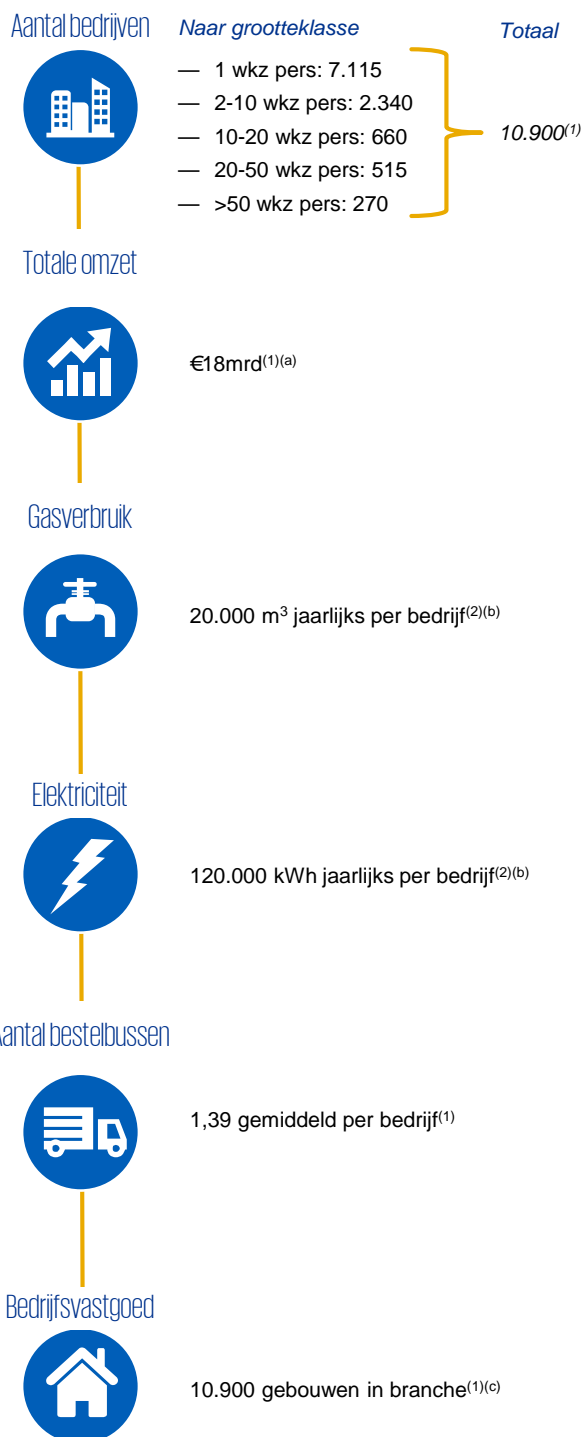 Aantal bedrijven
Naar grootteklasse
Totaal
— 1 wkz pers: 7.115
— 2-10 wkz pers: 2.340
— 10-20 wkz pers: 660
— 20-50 wkz pers: 515
— >50 wkz pers: 270
10.900(1)
Totale omzet
€18mrd(1)(a)
Gasverbruik
20.000 m³ jaarlijks per bedrijf(2)(b)
Elektriciteit
120.000 kWh jaarlijks per bedrijf(2)(b)
Aantal bestelbussen
1,39 gemiddeld per bedrijf(1)
Bedrijfsvastgoed
10.900 gebouwen in branche(1)(c)